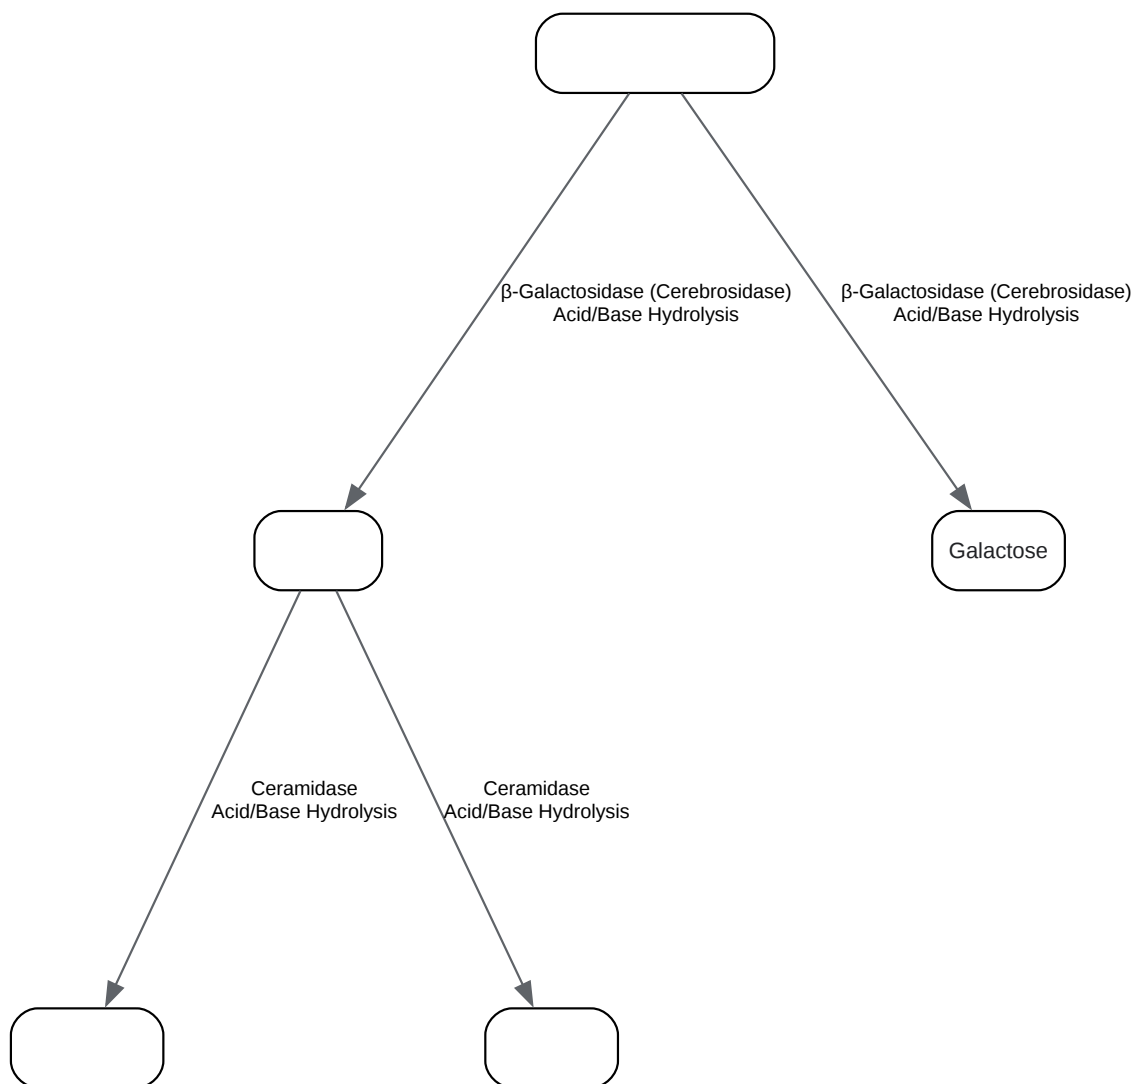 β-Galactosidase (Cerebrosidase)
Acid/Base Hydrolysis
β-Galactosidase (Cerebrosidase)
Acid/Base Hydrolysis
Galactose
Ceramidase
Acid/Base Hydrolysis
Ceramidase
Acid/Base Hydrolysis